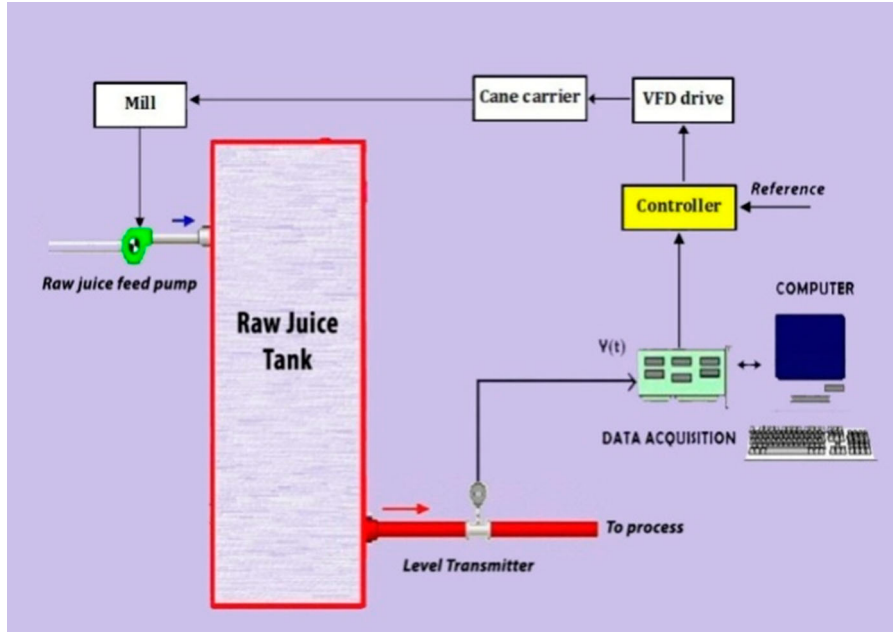 Mill
Cane carrier
VFD drive
Controller
Reference
Raw juice feed pump
Raw Juice
Tank
COMPUTER
Y(t)
DATA ACQUISITION
To process
Level Transmitter